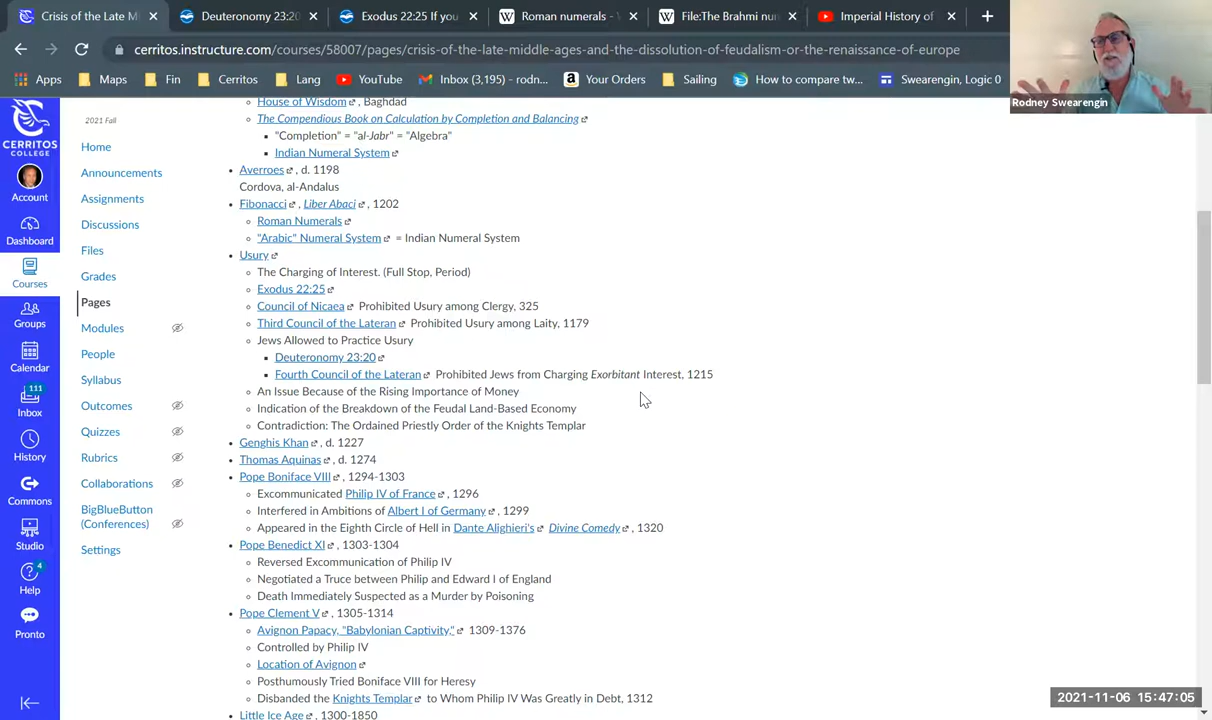 Crisis of the Late M
Deuteronomy 23:20
Exodus 22:25 If you
Roman numerals -
File:The Brahmi nu
Imperial History of
cerritos.instructure.com/courses/58007/pages/crisis-of-the-late-middle-ages-and-the-dissolution-of-feudalism-or-the-renaissance-of-europe
Apps
Maps
Fin
Cerritos
Lang
YouTube
Inbox (3,195) - rodn...
Your Orders
Sailing
How to compare tw...
Swearengin, Logic 0
Rodney Swearengin
CERRITOS
COLLEGE
Account
Dashboard
Courses
Groups
Calendar
111
Inbox
History
Commons
Studio
4
Help
Pronto
2021 Fall
Home
Announcements
Assignments
Discussions
Files
Grades
Pages
Modules
People
Syllabus
Outcomes
Quizzes
Rubrics
Collaborations
BigBlueButton
(Conferences)
Settings
House of Wisdom, Baghdad
The Compendious Book on Calculation by Completion and Balancing
"Completion" = "al-Jabr" = "Algebra"
Indian Numeral System
Averroes, d. 1198
Cordova, al-Andalus
Fibonacci, Liber Abaci, 1202
Roman Numerals
"Arabic" Numeral System = Indian Numeral System
Usury
The Charging of Interest. (Full Stop, Period)
Exodus 22:25
Council of Nicaea Prohibited Usury among Clergy, 325
Third Council of the Lateran Prohibited Usury among Laity, 1179
Jews Allowed to Practice Usury
Deuteronomy 23:20
Fourth Council of the Lateran Prohibited Jews from Charging Exorbitant Interest, 1215
An Issue Because of the Rising Importance of Money
Indication of the Breakdown of the Feudal Land-Based Economy
Contradiction: The Ordained Priestly Order of the Knights Templar
Genghis Khan, d. 1227
Thomas Aquinas, d. 1274
Pope Boniface VIII, 1294-1303
Excommunicated Philip IV of France, 1296
Interfered in Ambitions of Albert I of Germany, 1299
Appeared in the Eighth Circle of Hell in Dante Alighieri's Divine Comedy, 1320
Pope Benedict XI, 1303-1304
Reversed Excommunication of Philip IV
Negotiated a Truce between Philip and Edward I of England
Death Immediately Suspected as a Murder by Poisoning
Pope Clement V, 1305-1314
Avignon Papacy, "Babylonian Captivity," 1309-1376
Controlled by Philip IV
Location of Avignon
Posthumously Tried Boniface VIII for Heresy
Disbanded the Knights Templar to Whom Philip IV Was Greatly in Debt, 1312
Little Ice Age, 1300-1850
2021-11-06 15:47:05